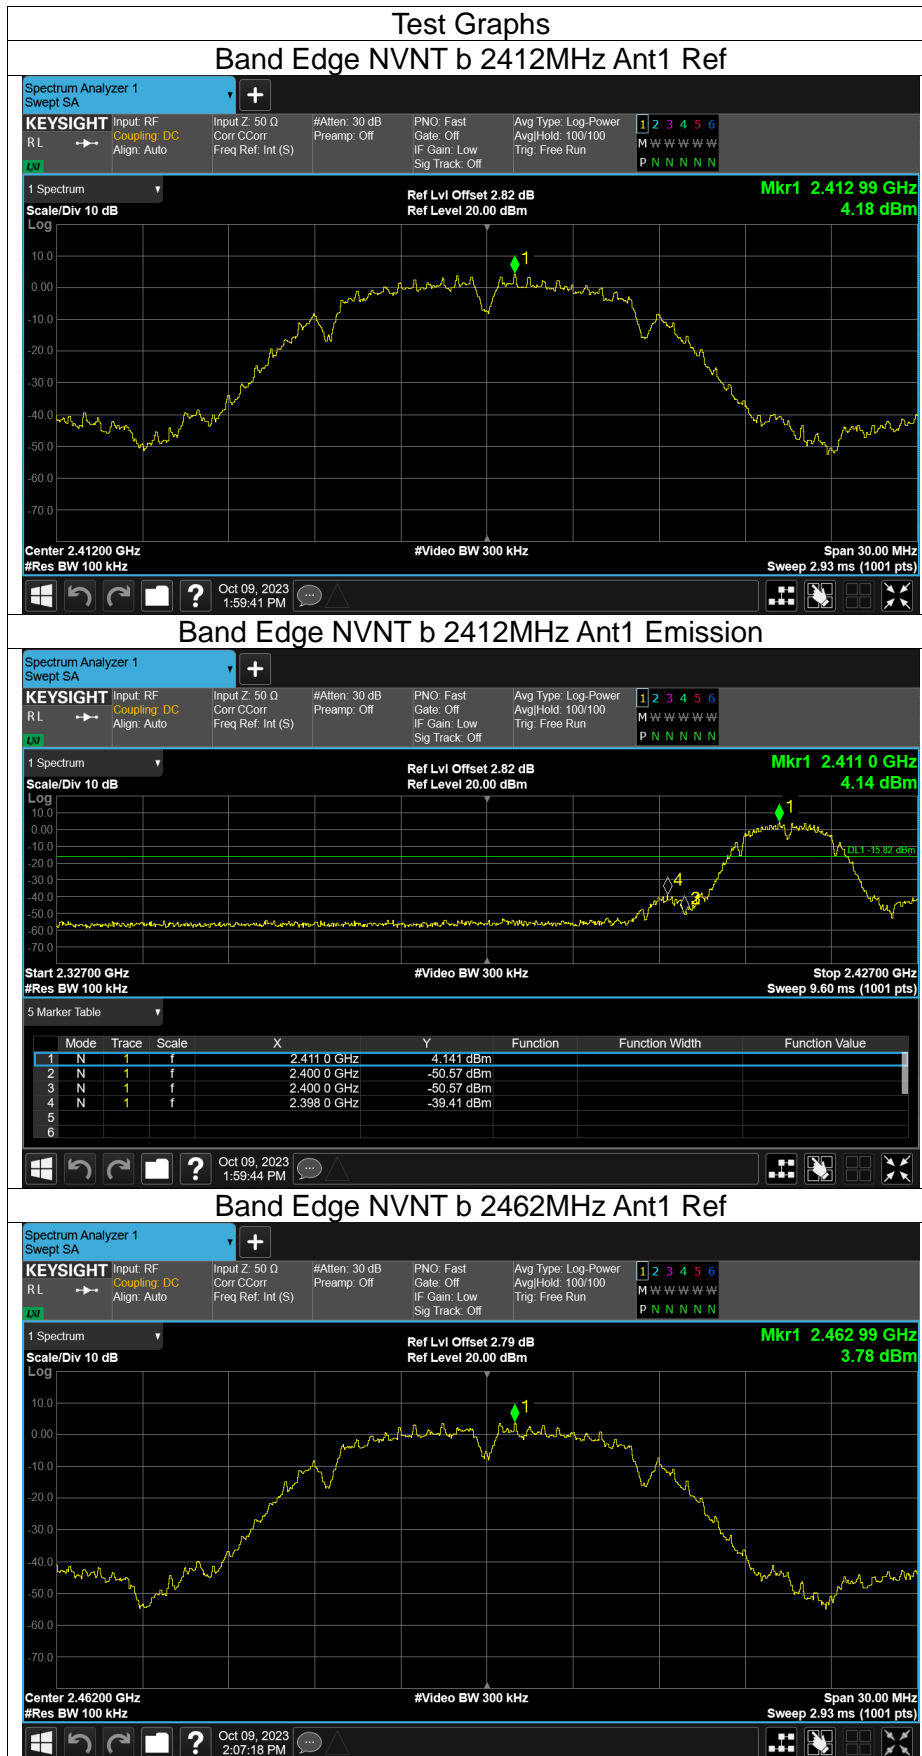 Test Graphs
Band Edge NVNT b 2412MHz Ant1 Ref
Spectrum Analyzer 1
Swept SA
+
KEYSIGHT Input: RF Input Z: 50 Ω #Atten: 30 dB PNO: Fast Avg Type: Log-Power 1 2 3 4 5 6
RL Coupling: DC Corr CCorr Preamp: Off Gate: Off Avg|Hold: 100/100 M W W W W W
Align: Auto Freq Ref: Int (S) IF Gain: Low Trig: Free Run
LXI Sig Track: Off P N N N N N
1 Spectrum Ref Lvl Offset 2.82 dB Mkr1 2.412 99 GHz
Scale/Div 10 dB Ref Level 20.00 dBm 4.18 dBm
Log
1
10.0
0.00
-10.0
-20.0
-30.0
-40.0
-50.0
-60.0
-70.0
Center 2.41200 GHz #Video BW 300 kHz Span 30.00 MHz
#Res BW 100 kHz Sweep 2.93 ms (1001 pts)
? Oct 09, 2023
1:59:41 PM
Band Edge NVNT b 2412MHz Ant1 Emission
Spectrum Analyzer 1
Swept SA
+
KEYSIGHT Input: RF Input Z: 50 Ω #Atten: 30 dB PNO: Fast Avg Type: Log-Power 1 2 3 4 5 6
RL Coupling: DC Corr CCorr Preamp: Off Gate: Off Avg|Hold: 100/100 M W W W W W
Align: Auto Freq Ref: Int (S) IF Gain: Low Trig: Free Run
LXI Sig Track: Off P N N N N N
1 Spectrum Ref Lvl Offset 2.82 dB Mkr1 2.411 0 GHz
Scale/Div 10 dB Ref Level 20.00 dBm 4.14 dBm
Log
1
10.0
0.00
-10.0
DL1 -15.82 dBm
-20.0
-30.0
4
-40.0
-50.0
-60.0
-70.0
Start 2.32700 GHz #Video BW 300 kHz Stop 2.42700 GHz
#Res BW 100 kHz Sweep 9.60 ms (1001 pts)
5 Marker Table
Mode Trace Scale X Y Function Function Width Function Value
1 N 1 f 2.411 0 GHz 4.141 dBm
2 N 1 f 2.400 0 GHz -50.57 dBm
3 N 1 f 2.400 0 GHz -50.57 dBm
4 N 1 f 2.398 0 GHz -39.41 dBm
5
6
? Oct 09, 2023
1:59:44 PM
Band Edge NVNT b 2462MHz Ant1 Ref
Spectrum Analyzer 1
Swept SA
+
KEYSIGHT Input: RF Input Z: 50 Ω #Atten: 30 dB PNO: Fast Avg Type: Log-Power 1 2 3 4 5 6
RL Coupling: DC Corr CCorr Preamp: Off Gate: Off Avg|Hold: 100/100 M W W W W W
Align: Auto Freq Ref: Int (S) IF Gain: Low Trig: Free Run
LXI Sig Track: Off P N N N N N
1 Spectrum Ref Lvl Offset 2.79 dB Mkr1 2.462 99 GHz
Scale/Div 10 dB Ref Level 20.00 dBm 3.78 dBm
Log
1
10.0
0.00
-10.0
-20.0
-30.0
-40.0
-50.0
-60.0
-70.0
Center 2.46200 GHz #Video BW 300 kHz Span 30.00 MHz
#Res BW 100 kHz Sweep 2.93 ms (1001 pts)
? Oct 09, 2023
2:07:18 PM